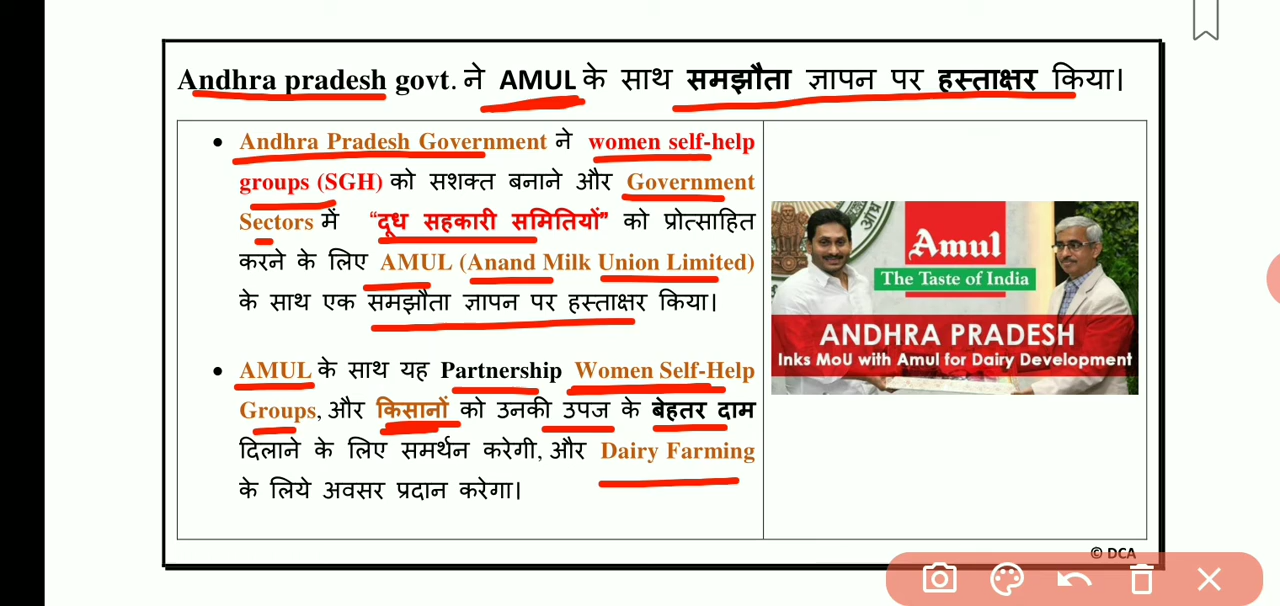 Andhra pradesh govt. ने AMUL के साथ समझौता ज्ञापन पर हस्ताक्षर किया।
• Andhra Pradesh Government ने women self-help
groups (SGH) को सशक्त बनाने और Government
Sectors में “दूध सहकारी समितियों” को प्रोत्साहित
करने के लिए AMUL (Anand Milk Union Limited)
के साथ एक समझौता ज्ञापन पर हस्ताक्षर किया।
• AMUL के साथ यह Partnership Women Self-Help
Groups, और किसानों को उनकी उपज के बेहतर दाम
दिलाने के लिए समर्थन करेगी, और Dairy Farming
के लिये अवसर प्रदान करेगा।
आंध्र
Amul
The Taste of India
ANDHRA PRADESH
Inks MoU with Amul for Dairy Development
© DCA